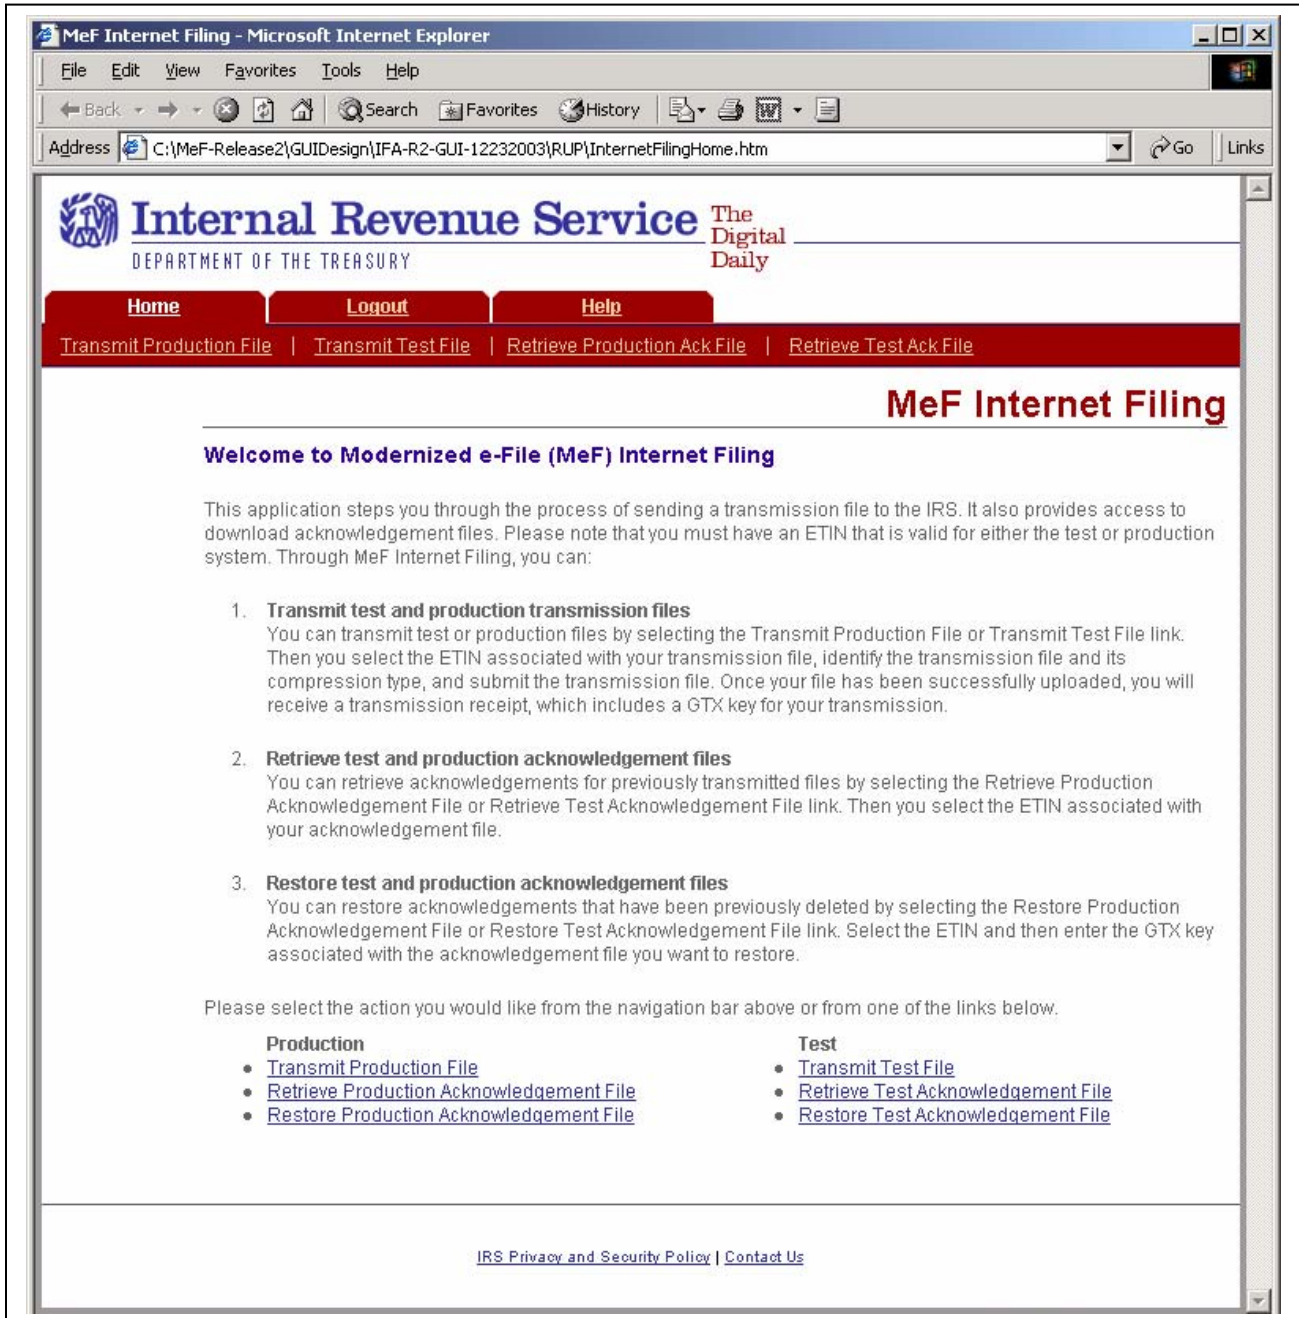 MeF Internet Filing - Microsoft Internet Explorer
File Edit View Favorites Tools Help
Back Search Favorites History
Address C:\MeF-Release2\GUIDesign\IFA-R2-GUI-12232003\RUP\InternetFilingHome.htm Go Links
Internal Revenue Service The Digital Daily
DEPARTMENT OF THE TREASURY
Home Logout Help
Transmit Production File | Transmit Test File | Retrieve Production Ack File | Retrieve Test Ack File
MeF Internet Filing
Welcome to Modernized e-File (MeF) Internet Filing
This application steps you through the process of sending a transmission file to the IRS. It also provides access to
download acknowledgement files. Please note that you must have an ETIN that is valid for either the test or production
system. Through MeF Internet Filing, you can:
1. Transmit test and production transmission files
You can transmit test or production files by selecting the Transmit Production File or Transmit Test File link.
Then you select the ETIN associated with your transmission file, identify the transmission file and its
compression type, and submit the transmission file. Once your file has been successfully uploaded, you will
receive a transmission receipt, which includes a GTX key for your transmission.
2. Retrieve test and production acknowledgement files
You can retrieve acknowledgements for previously transmitted files by selecting the Retrieve Production
Acknowledgement File or Retrieve Test Acknowledgement File link. Then you select the ETIN associated with
your acknowledgement file.
3. Restore test and production acknowledgement files
You can restore acknowledgements that have been previously deleted by selecting the Restore Production
Acknowledgement File or Restore Test Acknowledgement File link. Select the ETIN and then enter the GTX key
associated with the acknowledgement file you want to restore.
Please select the action you would like from the navigation bar above or from one of the links below.
Production
• Transmit Production File
• Retrieve Production Acknowledgement File
• Restore Production Acknowledgement File
Test
• Transmit Test File
• Retrieve Test Acknowledgement File
• Restore Test Acknowledgement File
IRS Privacy and Security Policy | Contact Us